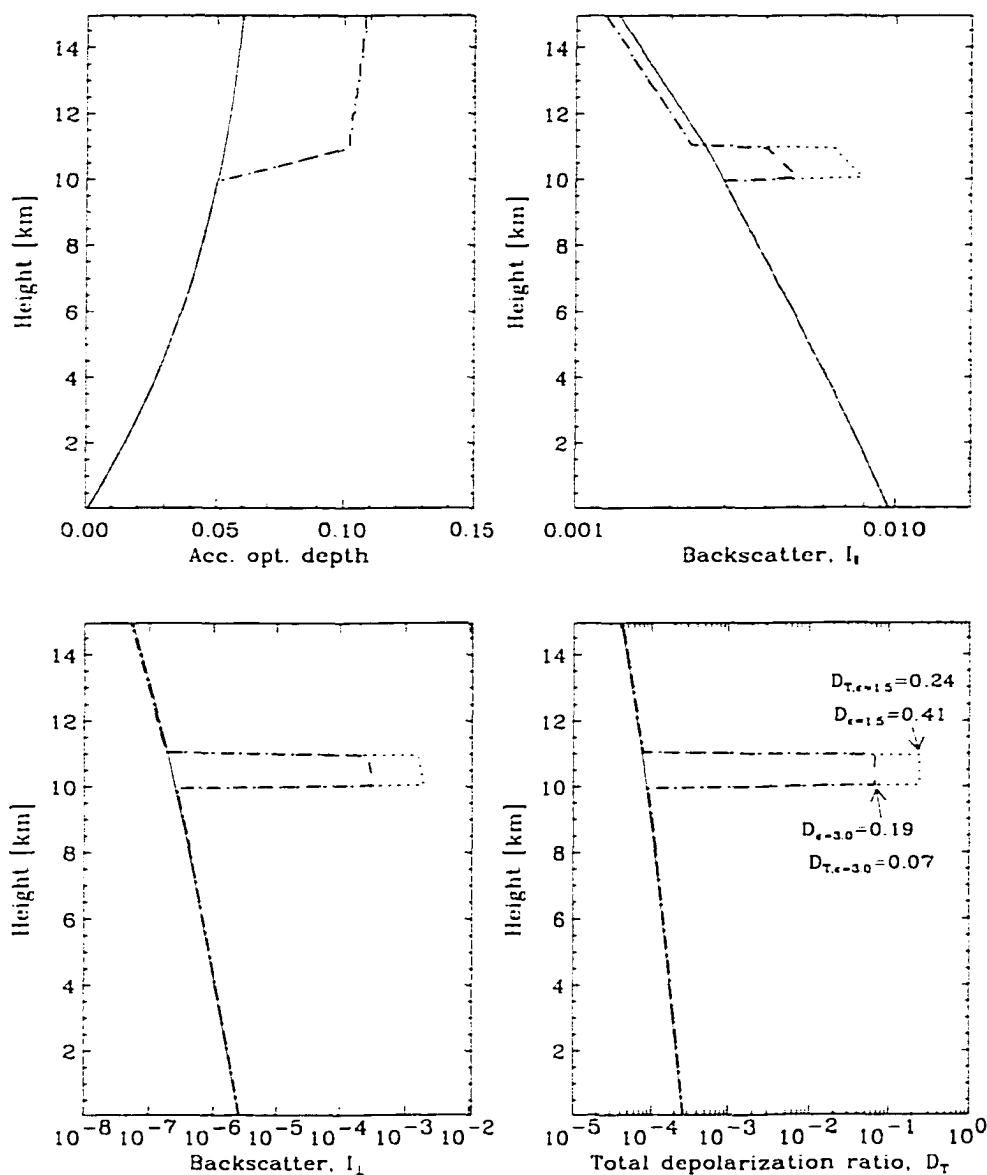 14
12
10
8
6
4
2
Height [km]
0.00 0.05 0.10 0.15
Acc. opt. depth
14
12
10
8
6
4
2
Height [km]
0.001 0.010
Backscatter, I∥
14
12
10
8
6
4
2
Height [km]
10⁻⁸ 10⁻⁷ 10⁻⁶ 10⁻⁵ 10⁻⁴ 10⁻³ 10⁻²
Backscatter, I⊥
14
12
10
8
6
4
2
Height [km]
D_T,ϵ=1.5=0.24
D_ϵ=1.5=0.41
D_ϵ=3.0=0.19
D_T,ϵ=3.0=0.07
10⁻⁵ 10⁻⁴ 10⁻³ 10⁻² 10⁻¹ 10⁰
Total depolarization ratio, D_T